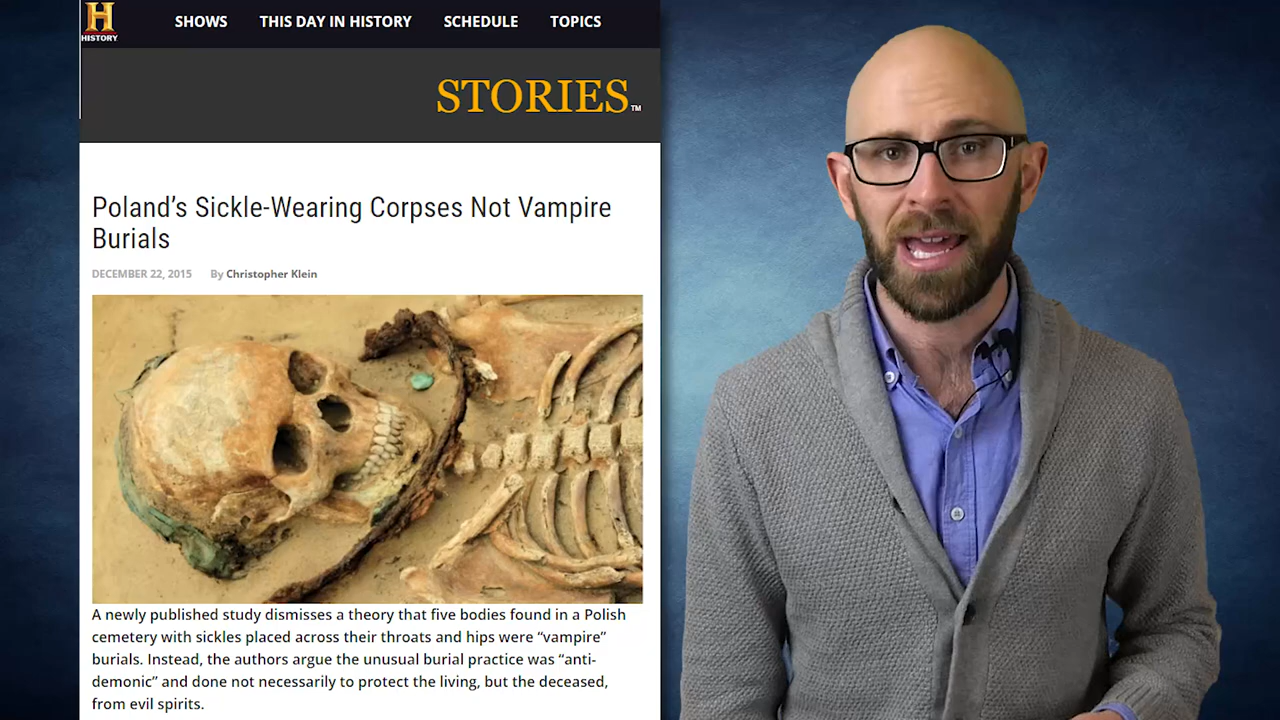 H
HISTORY
SHOWS THIS DAY IN HISTORY SCHEDULE TOPICS
STORIES™
Poland’s Sickle-Wearing Corpses Not Vampire
Burials
DECEMBER 22, 2015 By Christopher Klein
A newly published study dismisses a theory that five bodies found in a Polish
cemetery with sickles placed across their throats and hips were “vampire”
burials. Instead, the authors argue the unusual burial practice was “anti-
demonic” and done not necessarily to protect the living, but the deceased,
from evil spirits.